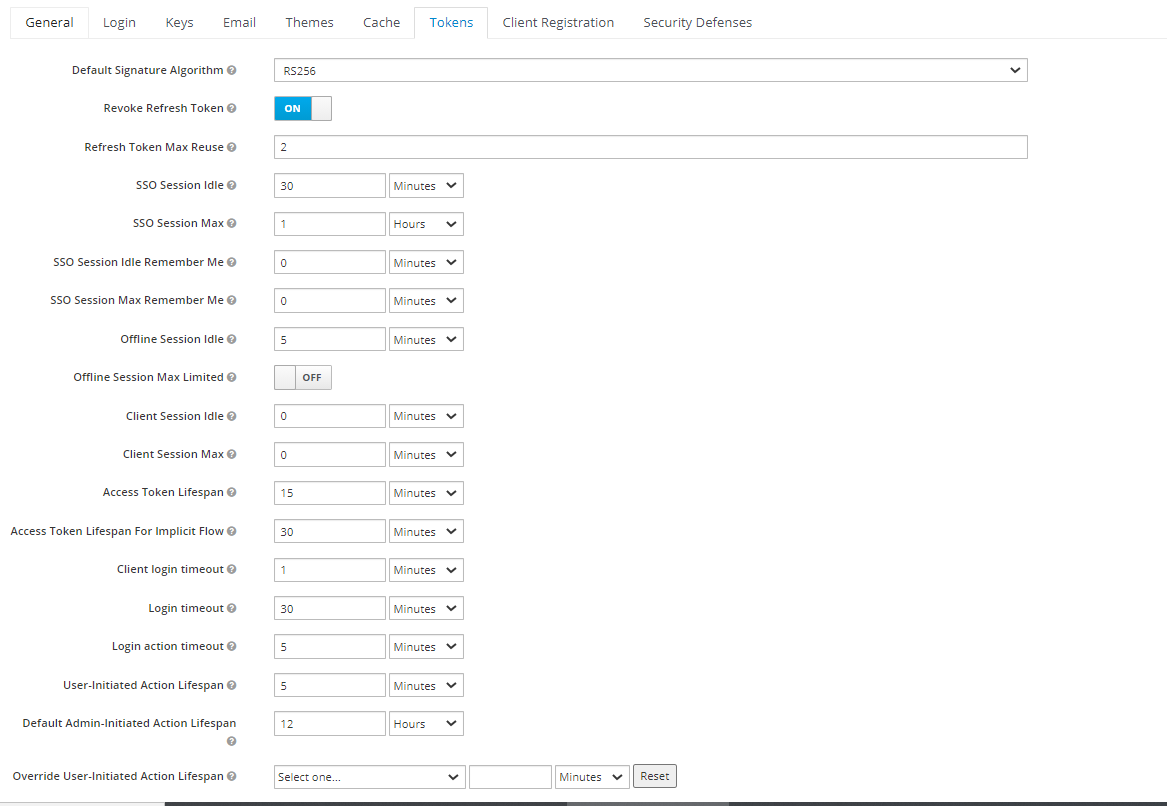 General Login Keys Email Themes Cache Tokens Client Registration Security Defenses
Default Signature Algorithm RS256
Revoke Refresh Token ON
Refresh Token Max Reuse 2
SSO Session Idle 30 Minutes
SSO Session Max 1 Hours
SSO Session Idle Remember Me 0 Minutes
SSO Session Max Remember Me 0 Minutes
Offline Session Idle 5 Minutes
Offline Session Max Limited OFF
Client Session Idle 0 Minutes
Client Session Max 0 Minutes
Access Token Lifespan 15 Minutes
Access Token Lifespan For Implicit Flow 30 Minutes
Client login timeout 1 Minutes
Login timeout 30 Minutes
Login action timeout 5 Minutes
User-Initiated Action Lifespan 5 Minutes
Default Admin-Initiated Action Lifespan 12 Hours
Override User-Initiated Action Lifespan Select one... Minutes Reset